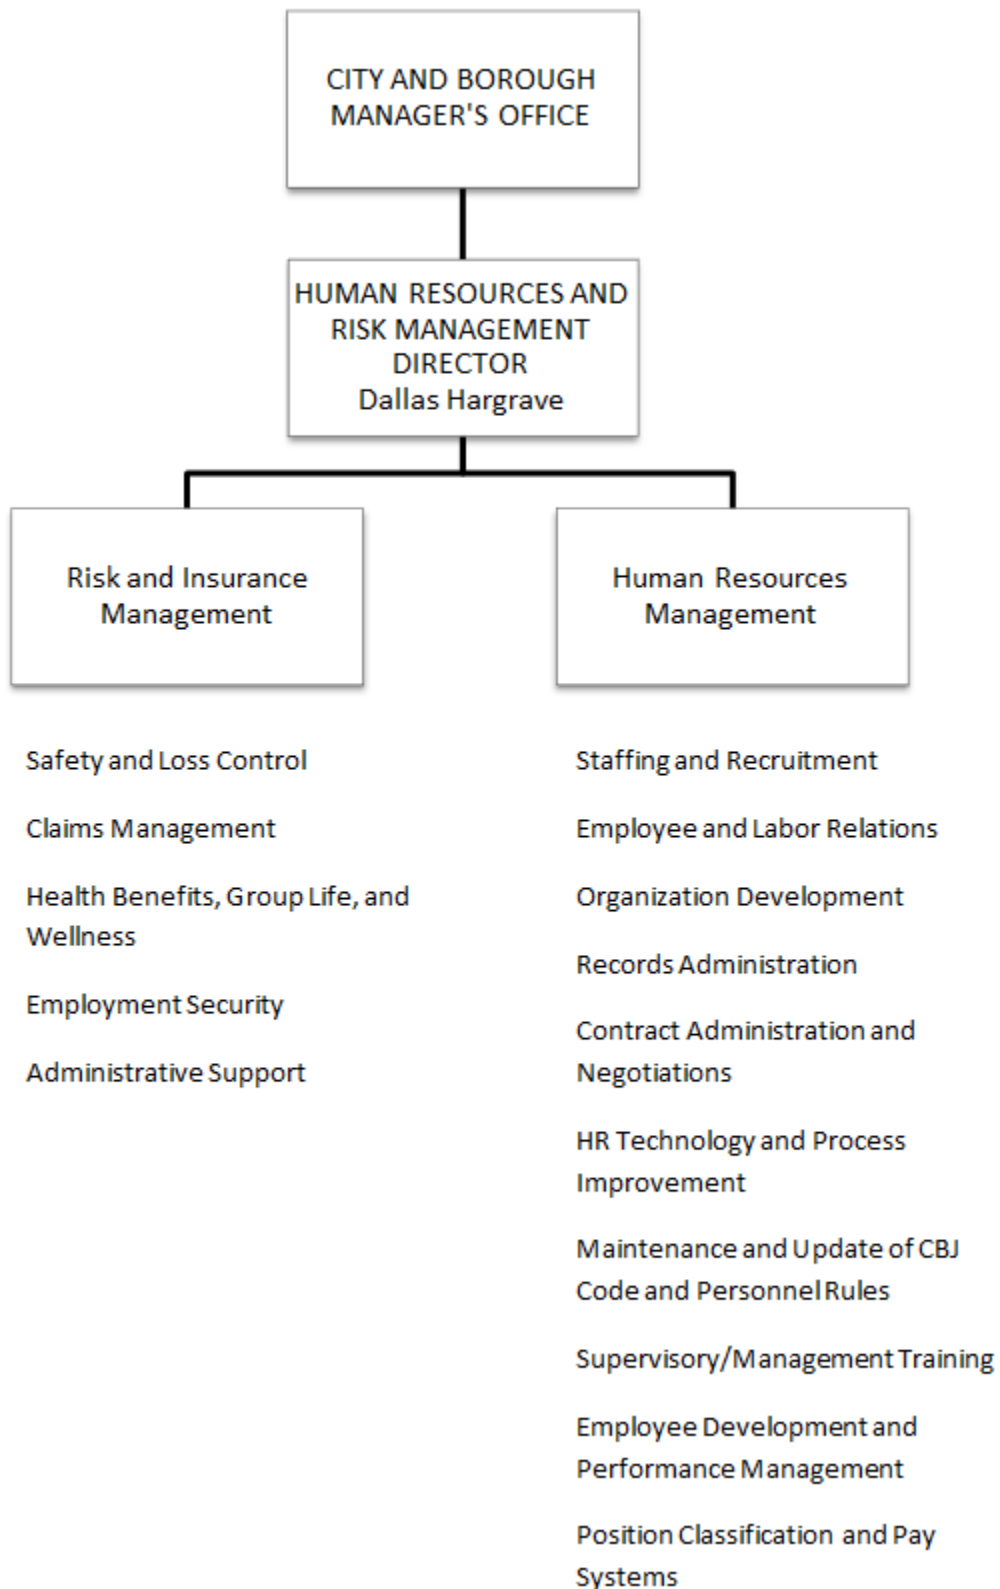 CITY AND BOROUGH
MANAGER'S OFFICE
HUMAN RESOURCES AND
RISK MANAGEMENT
DIRECTOR
Dallas Hargrave
Risk and Insurance
Management
Safety and Loss Control
Claims Management
Health Benefits, Group Life, and
Wellness
Employment Security
Administrative Support
Human Resources
Management
Staffing and Recruitment
Employee and Labor Relations
Organization Development
Records Administration
Contract Administration and
Negotiations
HR Technology and Process
Improvement
Maintenance and Update of CBJ
Code and Personnel Rules
Supervisory/Management Training
Employee Development and
Performance Management
Position Classification and Pay
Systems